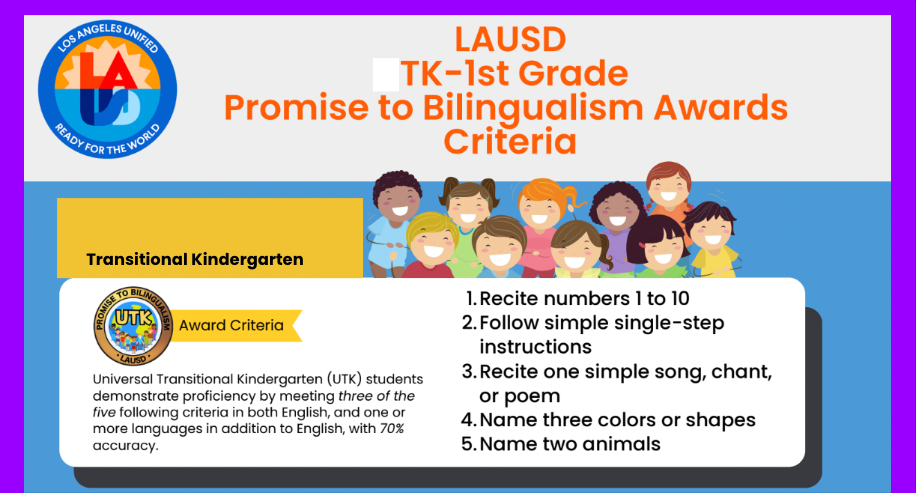 LOS ANGELES UNIFIED
LAUSD
READY FOR THE WORLD
LAUSD
TK-1st Grade
Promise to Bilingualism Awards
Criteria
Transitional Kindergarten
PROMISE TO BILINGUALISM
UTK
• LAUSD •
Award Criteria
Universal Transitional Kindergarten (UTK) students
demonstrate proficiency by meeting three of the
five following criteria in both English, and one or
more languages in addition to English, with 70%
accuracy.
1. Recite numbers 1 to 10
2. Follow simple single-step
instructions
3. Recite one simple song, chant,
or poem
4. Name three colors or shapes
5. Name two animals